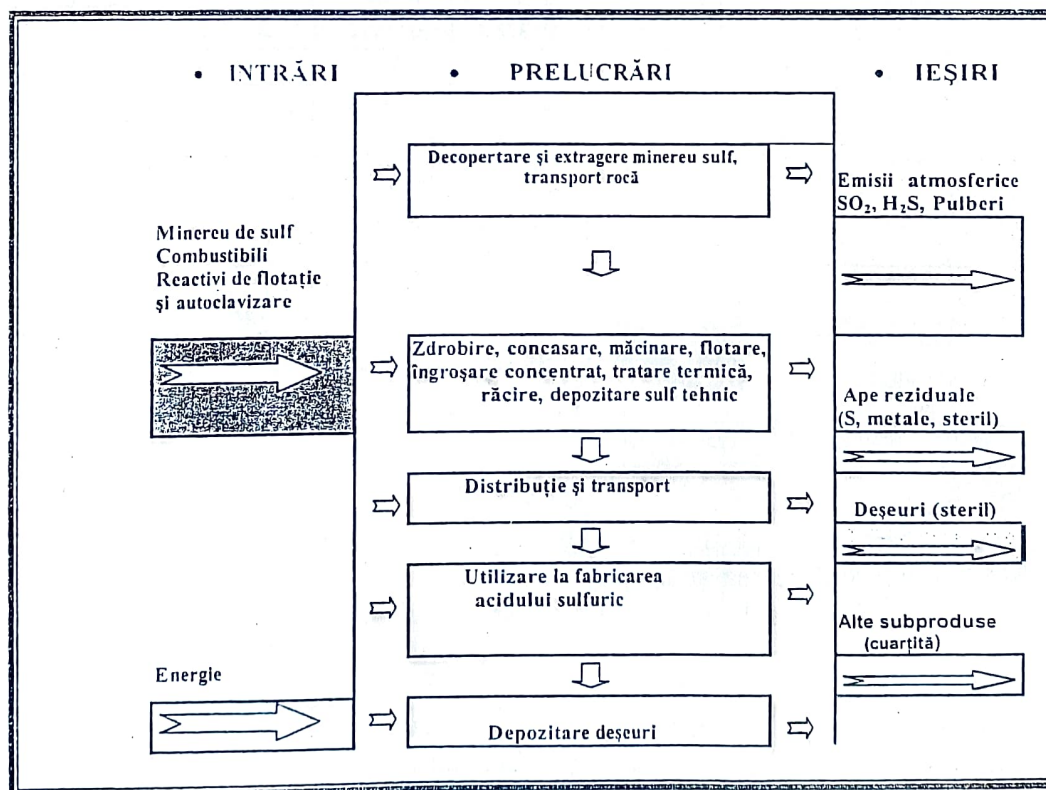 • INTRĂRI
• PRELUCRĂRI
• IEŞIRI
Decopertare şi extragere minereu sulf,
transport rocă
Emisii atmosferice
SO₂, H₂S, Pulberi
Minereu de sulf
Combustibili
Reactivi de flotaţie
şi autoclavizare
Zdrobire, concasare, măcinare, flotare,
îngroşare concentrat, tratare termică,
răcire, depozitare sulf tehnic
Ape reziduale
(S, metale, steril)
Distribuţie şi transport
Deşeuri (steril)
Utilizare la fabricarea
acidului sulfuric
Alte subproduse
(cuarţită)
Energie
Depozitare deşeuri